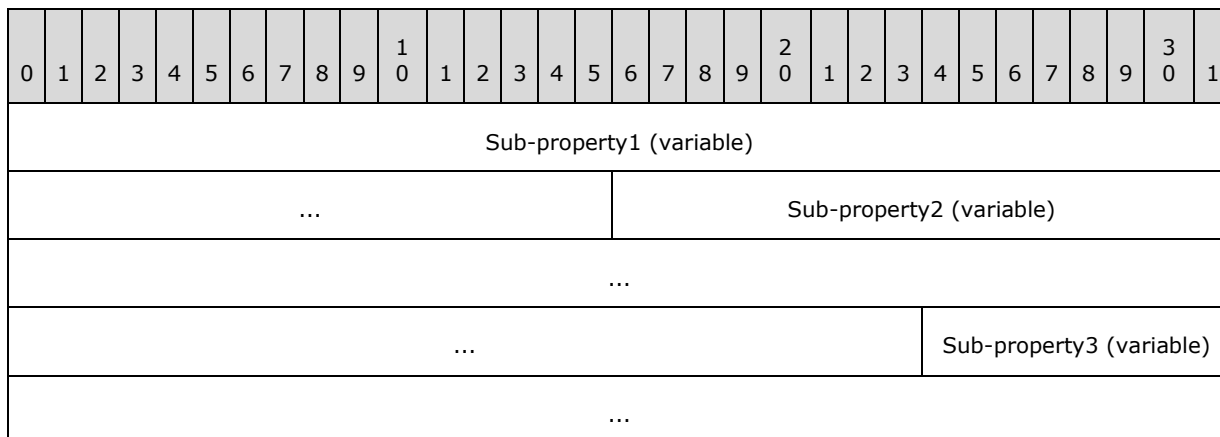 0 1 2 3 4 5 6 7 8 9 1 0 1 2 3 4 5 6 7 8 9 2 0 1 2 3 4 5 6 7 8 9 3 0 1
Sub-property1 (variable)
... Sub-property2 (variable)
...
... Sub-property3 (variable)
...